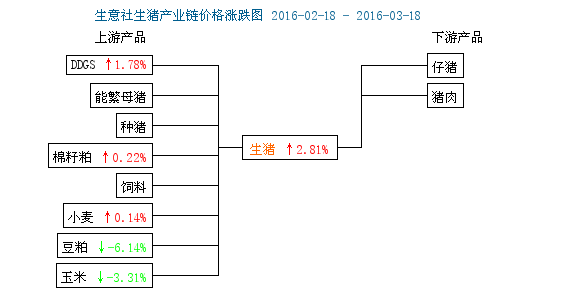 生意社生猪产业链价格涨跌图 2016-02-18 - 2016-03-18
上游产品
下游产品
DDGS ↑1.78%
能繁母猪
种猪
棉籽粕 ↑0.22%
饲料
小麦 ↑0.14%
豆粕 ↓-6.14%
玉米 ↓-3.31%
生猪 ↑2.81%
仔猪
猪肉